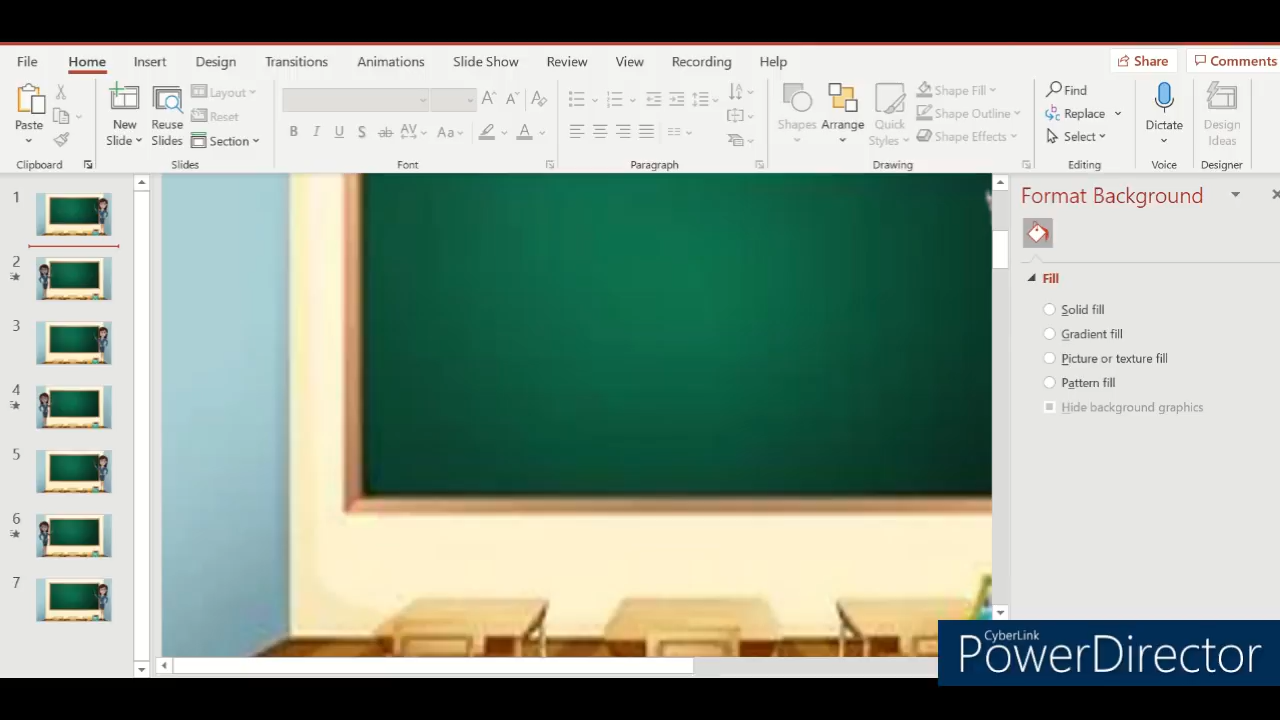 File Home Insert Design Transitions Animations Slide Show Review View Recording Help Share Comments
Paste New Slide Reuse Slides Layout Reset Section
B I U S ab AV Aa A
Shapes Arrange Quick Styles Shape Fill Shape Outline Shape Effects
Find Replace Select Dictate Design Ideas
Clipboard Slides Font Paragraph Drawing Editing Voice Designer
1
2
3
4
5
6
7
Format Background
Fill
Solid fill
Gradient fill
Picture or texture fill
Pattern fill
Hide background graphics
CyberLink
PowerDirector